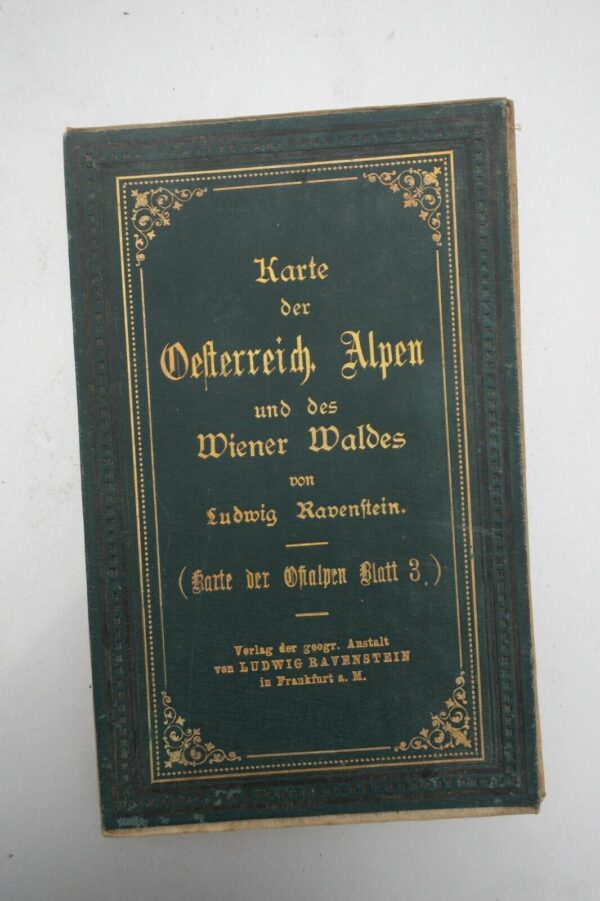 Karte
der
Oesterreich. Alpen
und des
Wiener Waldes
von
Ludwig Ravenstein.
(Karte der Ostalpen Blatt 3.)
Verlag der geogr. Anstalt
von LUDWIG RAVENSTEIN
in Frankfurt a. M.